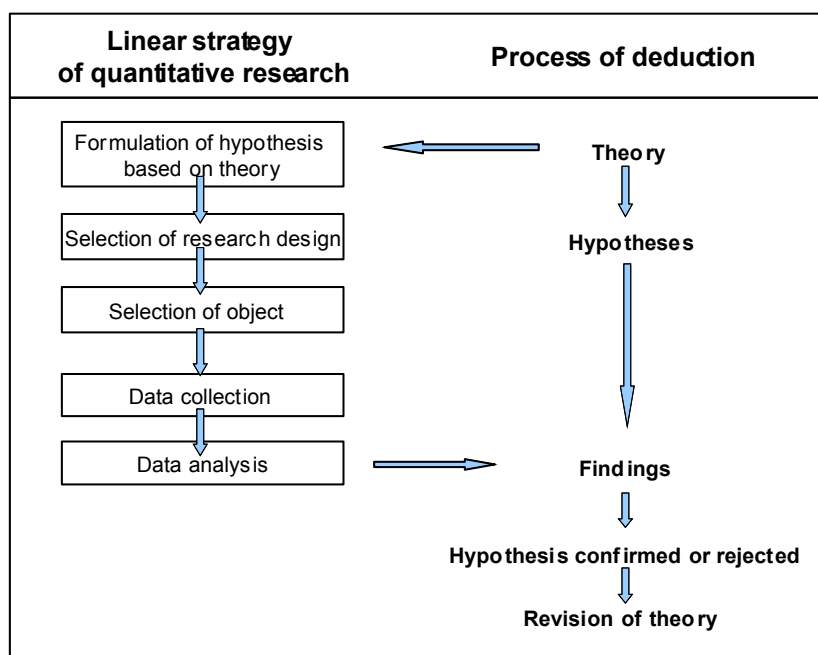 Linear strategy
of quantitative research
Process of deduction
Formulation of hypothesis
based on theory
Selection of research design
Selection of object
Data collection
Data analysis
Theory
Hypotheses
Findings
Hypothesis confirmed or rejected
Revision of theory